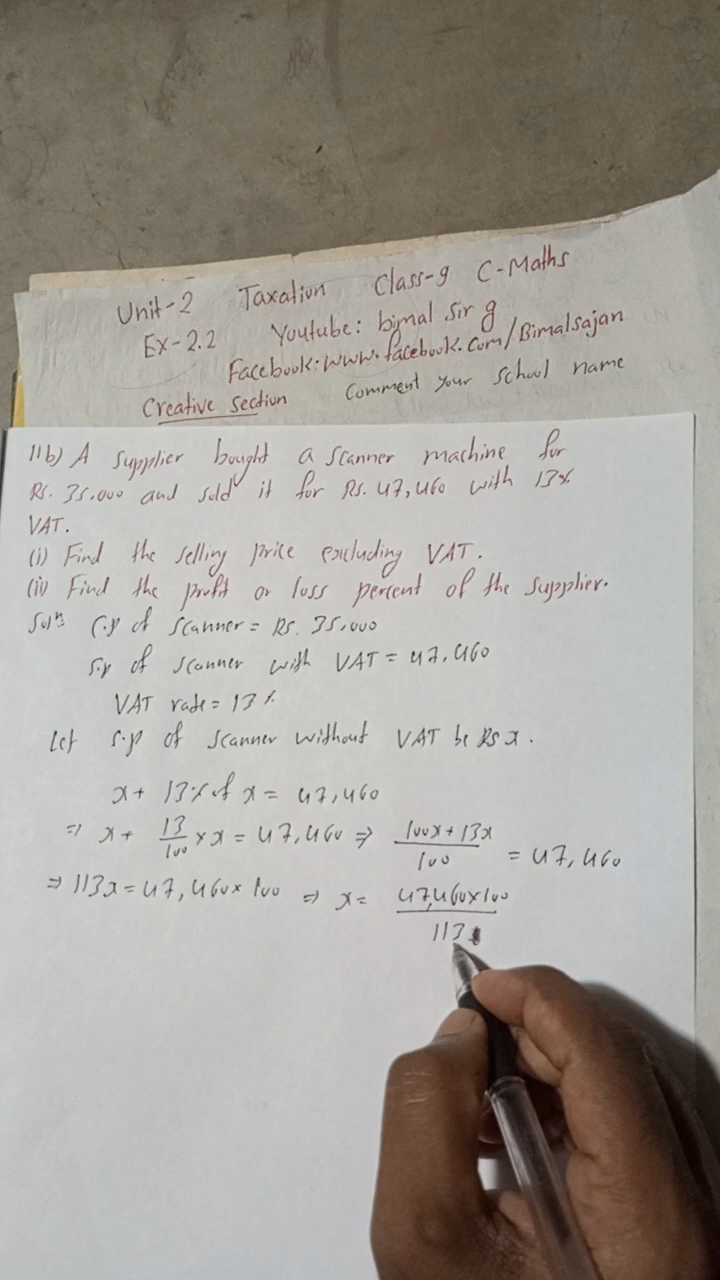 Unit-2 Taxation Class-9 C-Maths
Ex-2.2 Youtube: bimal sir g
Facebook: www.facebook.com/Bimalsajan
Creative section Comment your school name
11b) A supplier bought a scanner machine for
Rs. 35,000 and sold it for Rs. 47,460 with 13%
VAT.
(i) Find the selling price excluding VAT.
(ii) Find the profit or loss percent of the supplier.
Solⁿ: C.P of scanner = Rs. 35,000
S.P of scanner with VAT = 47,460
VAT rate = 13%
Let S.P of scanner without VAT be Rs x.
x + 13% of x = 47,460
⇒ x + 13/100 × x = 47,460 ⇒ 100x + 13x/100 = 47,460
⇒ 113x = 47,460 × 100 ⇒ x = 47,460×100/113